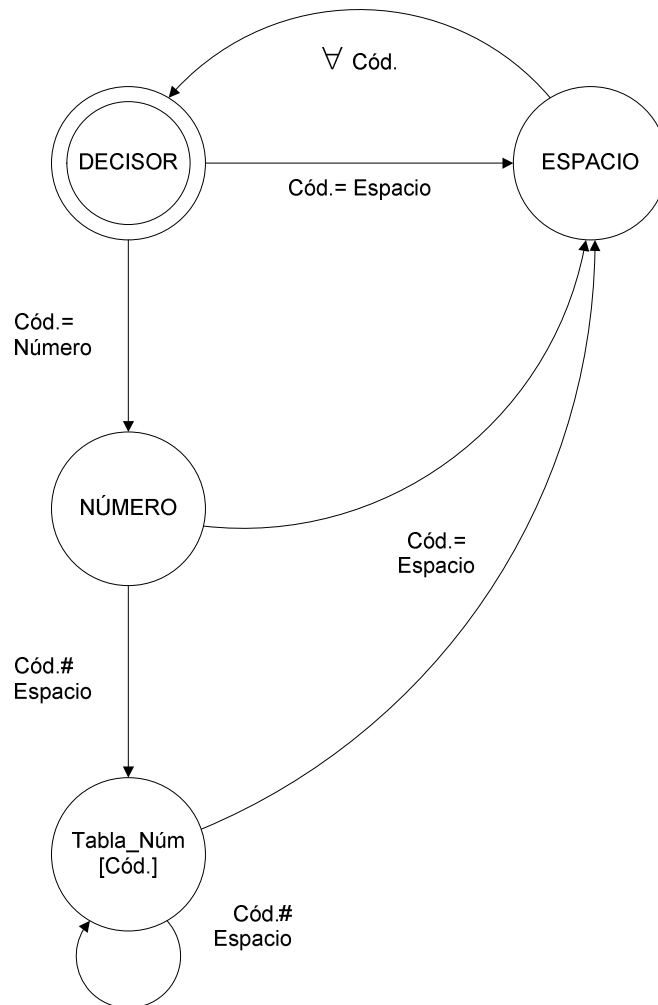 ∀ Cód.
DECISOR
ESPACIO
Cód.= Espacio
Cód.=
Número
NÚMERO
Cód.=
Espacio
Cód.#
Espacio
Tabla_Núm
[Cód.]
Cód.#
Espacio